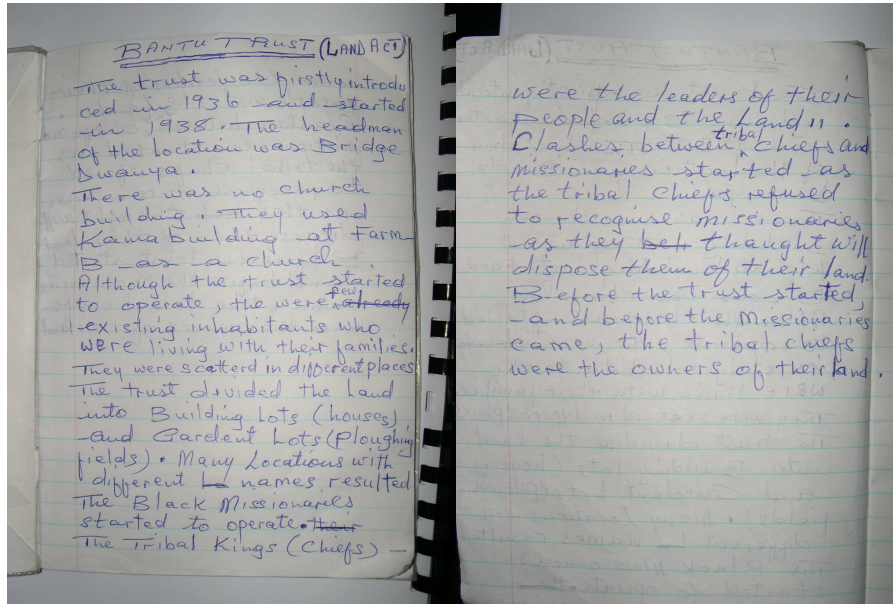 BANTU TRUST (LAND ACT)
The trust was firstly introdu
ced in 1936 and started
in 1938. The headman
of the Location was Bridge
Swanya.
There was no church
building. They used
Kama building at Farm
B as a church
Although the trust started
to operate, the were few already
existing inhabitants who
were living with their families.
They were scatterd in different places
The trust divided the Land
into Building Lots (houses)
and Gardent Lots (Ploughing
fields). Many Locations with
different names resulted
The Black Missionaries
started to operate. their
The Tribal Kings (Chiefs) —
were the leaders of their
people and the Land 11.
Clashes, between tribal chiefs and
missionaries started as
the tribal chiefs refused
to recognise missionaries
as they thaught will
dispose them of their land.
Before the trust started,
and before the Missionaries
came, the tribal chiefs
were the owners of their land.